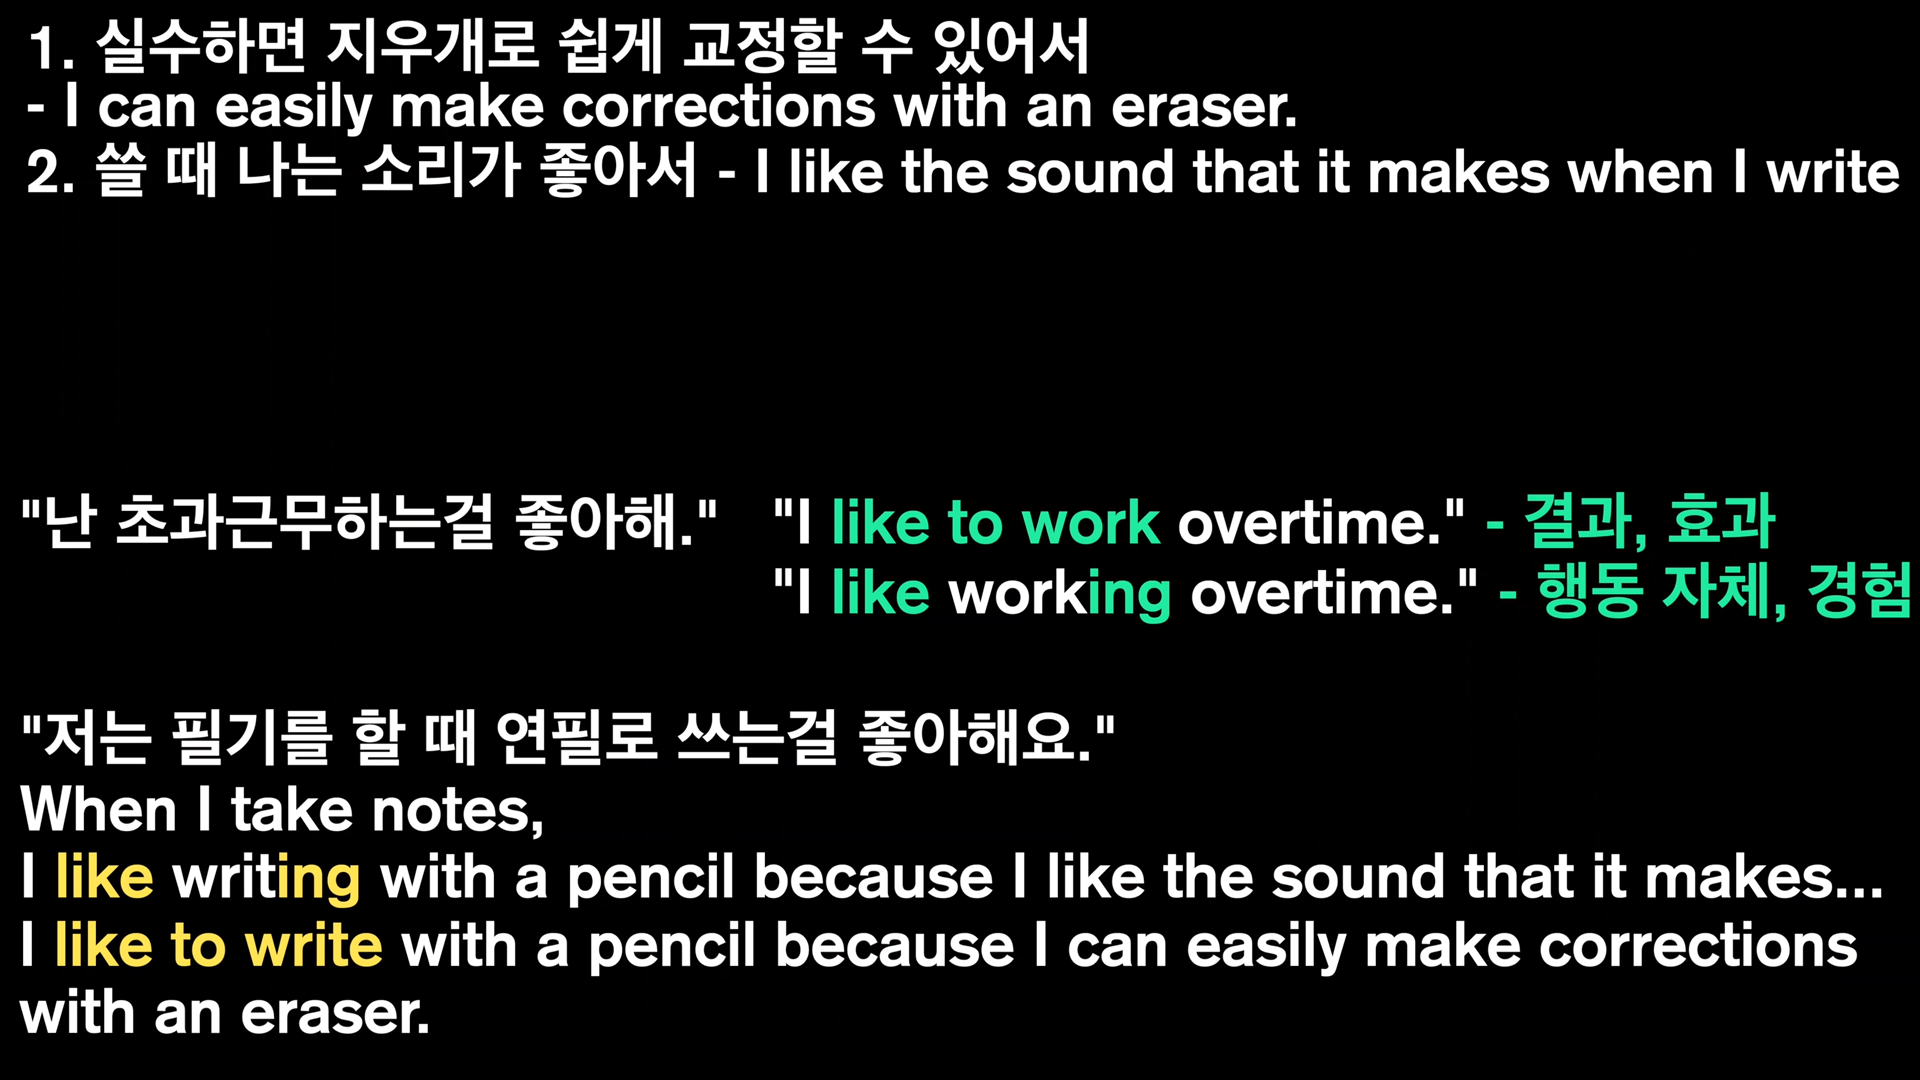 1. 실수하면 지우개로 쉽게 교정할 수 있어서
- I can easily make corrections with an eraser.
2. 쓸 때 나는 소리가 좋아서 - I like the sound that it makes when I write
"난 초과근무하는걸 좋아해." "I like to work overtime." - 결과, 효과
"I like working overtime." - 행동 자체, 경험
"저는 필기를 할 때 연필로 쓰는걸 좋아해요."
When I take notes,
I like writing with a pencil because I like the sound that it makes...
I like to write with a pencil because I can easily make corrections
with an eraser.